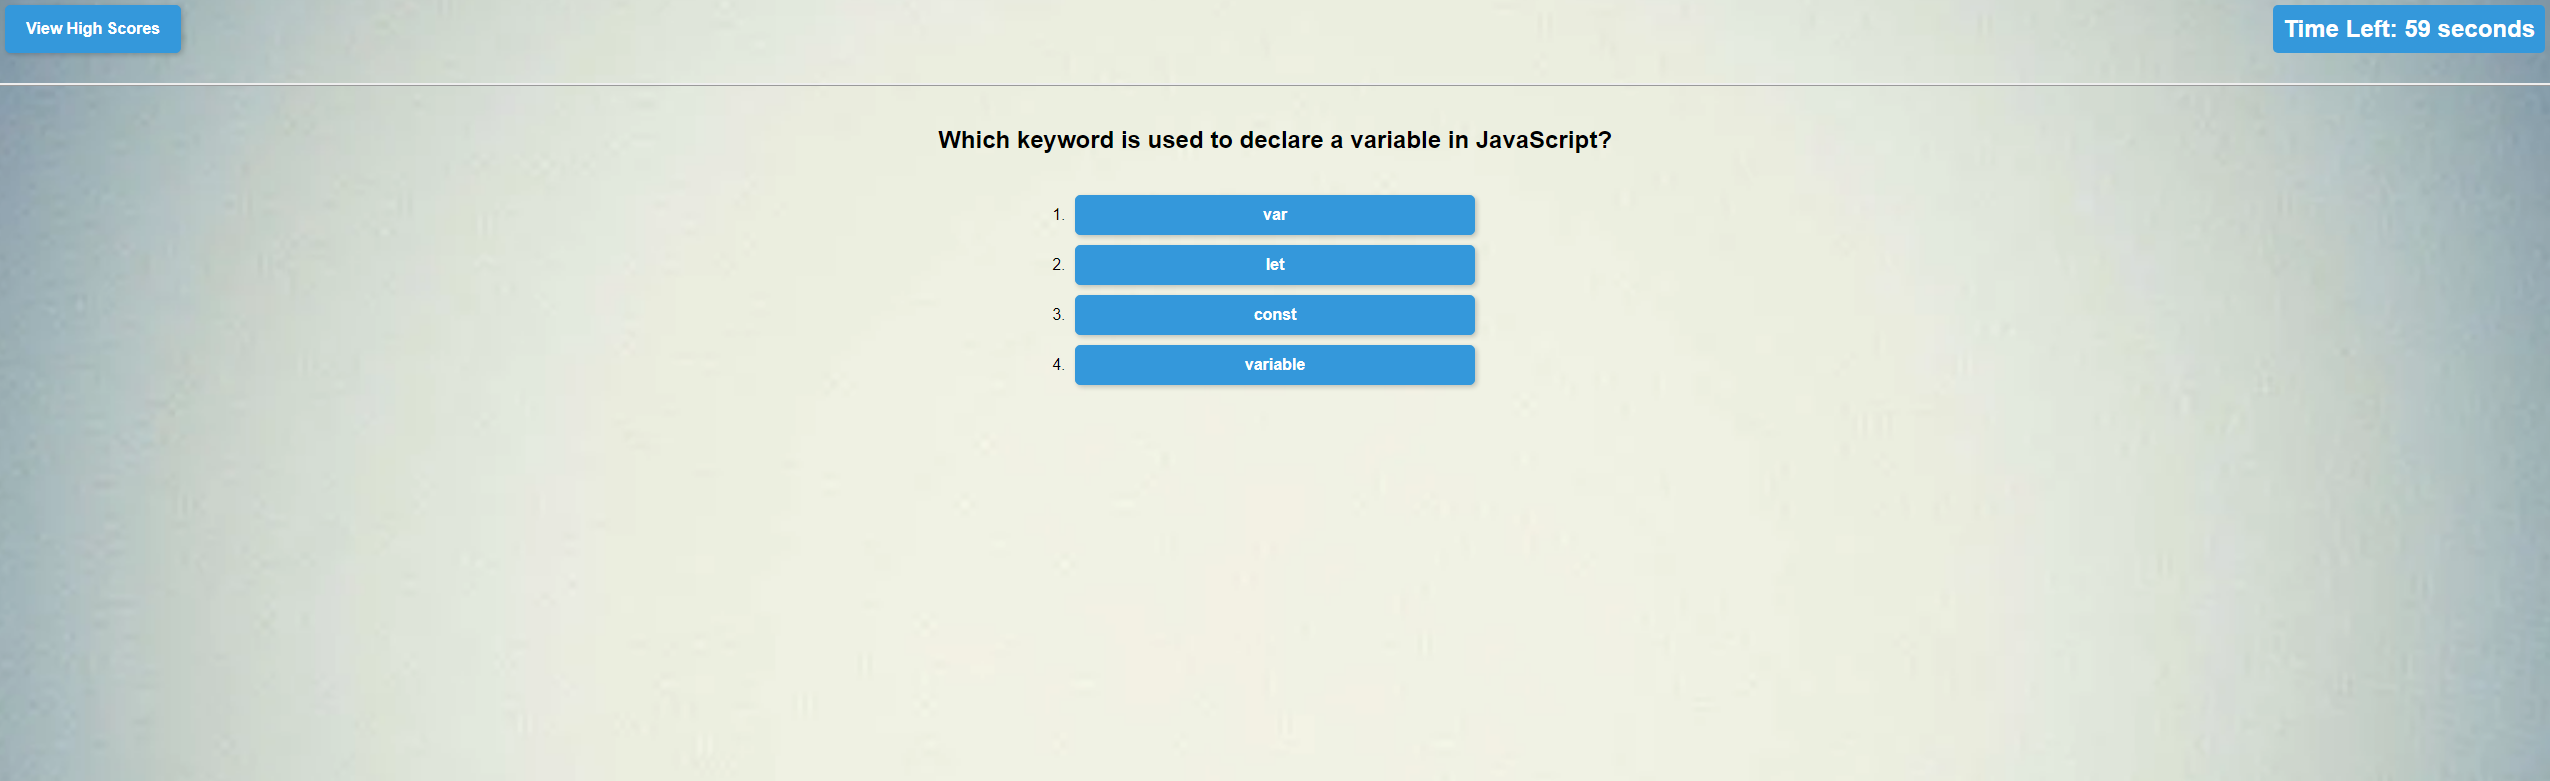 View High Scores
Time Left: 59 seconds
Which keyword is used to declare a variable in JavaScript?
1. var
2. let
3. const
4. variable